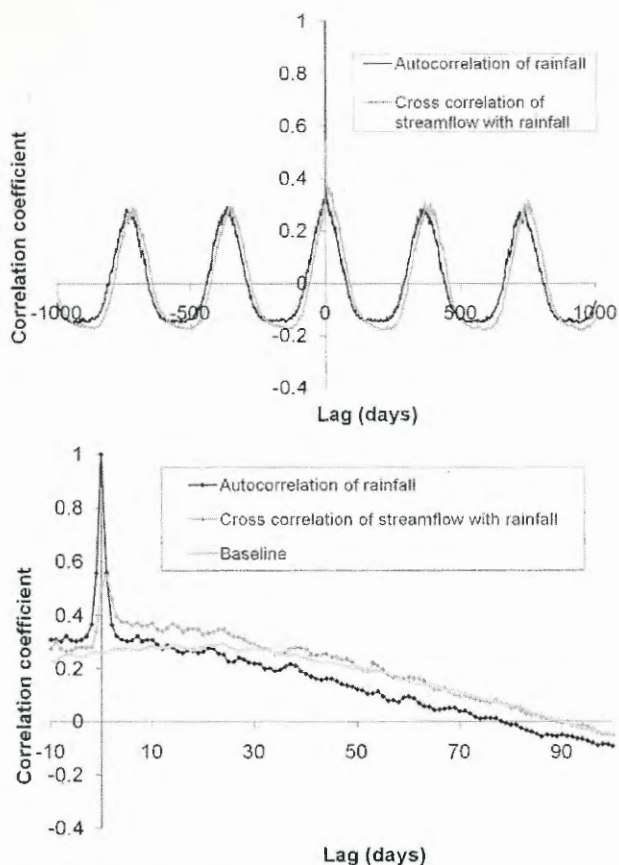 1
0.8
0.6
0.4
0.2
0
-0.2
-0.4
-1000
-500
0
500
1000
Correlation coefficient
Lag (days)
Autocorrelation of rainfall
Cross correlation of
streamflow with rainfall
1
0.8
0.6
0.4
0.2
0
-0.2
-0.4
-10
10
30
50
70
90
Correlation coefficient
Lag (days)
Autocorrelation of rainfall
Cross correlation of streamflow with rainfall
Baseline